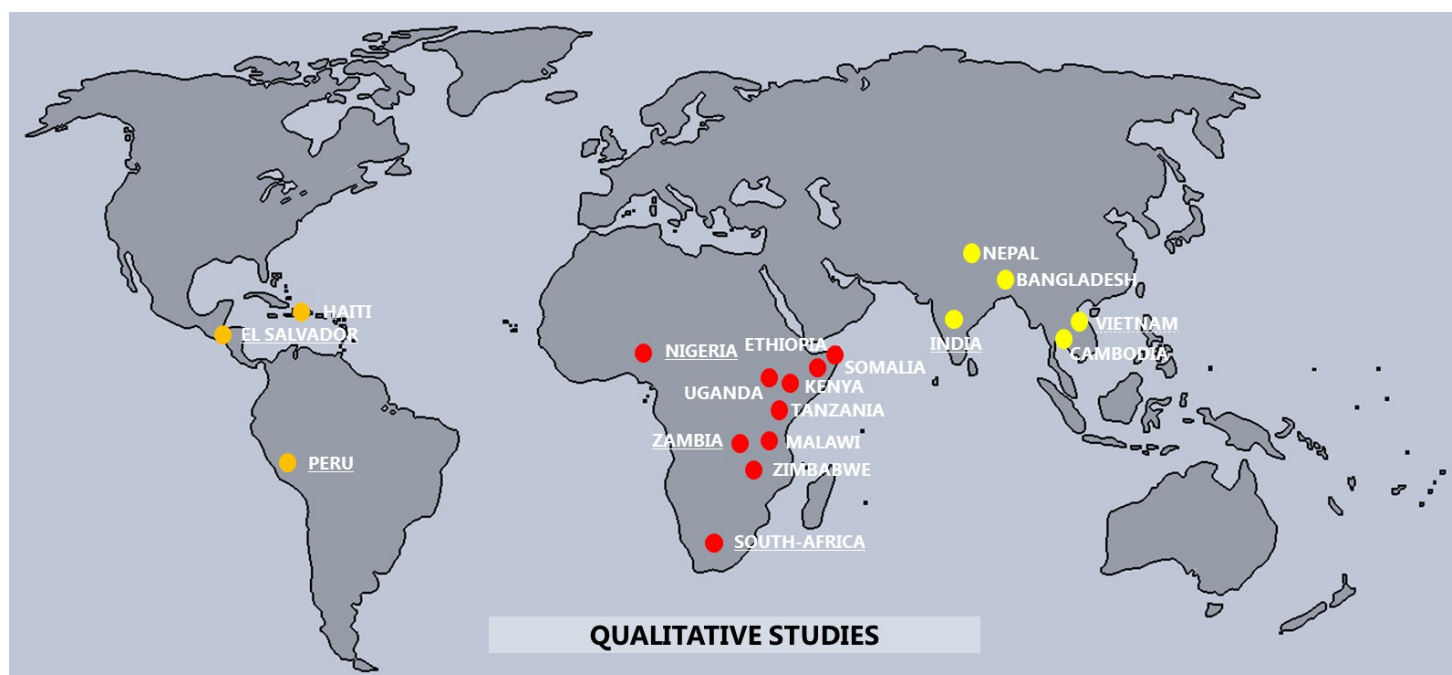 NEPAL
BANGLADESH
HAITI
EL SALVADOR
VIETNAM
INDIA
CAMBODIA
NIGERIA
ETHIORIA
SOMALIA
UGANDA
KENYA
TANZANIA
ZAMBIA
MALAWI
ZIMBABWE
PERU
SOUTH-AFRICA
QUALITATIVE STUDIES